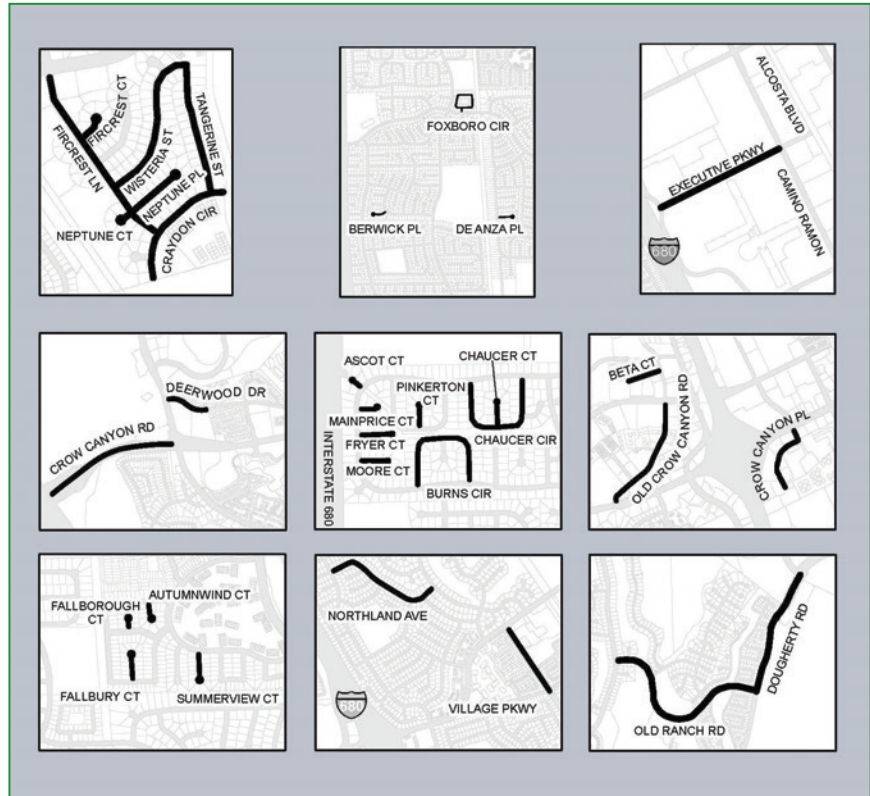 FIRCREST CT
FIRCREST LN
WISTERIA ST
TANGERINE ST
NEPTUNE PL
NEPTUNE CT
CRAYDON CIR
FOXBORO CIR
BERWICK PL
DE ANZA PL
ALCOSTA BLVD
EXECUTIVE PKWY
CAMINO RAMON
680
DEERWOOD DR
CROW CANYON RD
ASCOT CT
CHAUCER CT
PINKERTON
CT
MAINPRICE CT
FRYER CT
CHAUCER CIR
MOORE CT
BURNS CIR
INTERSTATE 680
BETA CT
OLD CROW CANYON RD
CROW CANYON PL
AUTUMNWIND CT
FALLBOROUGH
CT
FALLBURY CT
SUMMERVIEW CT
NORTHLAND AVE
VILLAGE PKWY
680
DOUGHERTY RD
OLD RANCH RD